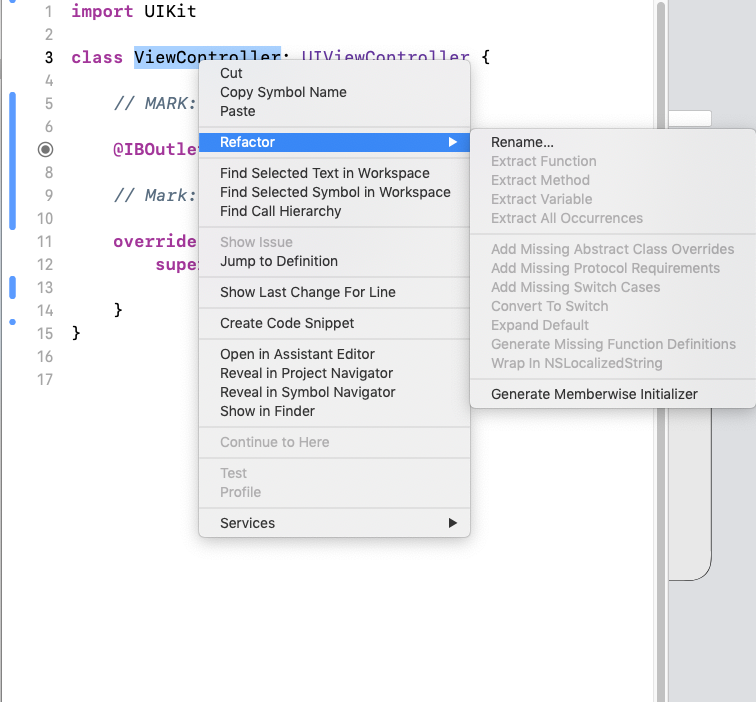 1 import UIKit
2
3 class ViewController: UIViewController {
4
5 // MARK:
6
@IBOutle
8
9 // Mark:
10
11 override
12 supe
13
14 }
15 }
16
17
Cut
Copy Symbol Name
Paste
Refactor
Find Selected Text in Workspace
Find Selected Symbol in Workspace
Find Call Hierarchy
Show Issue
Jump to Definition
Show Last Change For Line
Create Code Snippet
Open in Assistant Editor
Reveal in Project Navigator
Reveal in Symbol Navigator
Show in Finder
Continue to Here
Test
Profile
Services
Rename...
Extract Function
Extract Method
Extract Variable
Extract All Occurrences
Add Missing Abstract Class Overrides
Add Missing Protocol Requirements
Add Missing Switch Cases
Convert To Switch
Expand Default
Generate Missing Function Definitions
Wrap In NSLocalizedString
Generate Memberwise Initializer